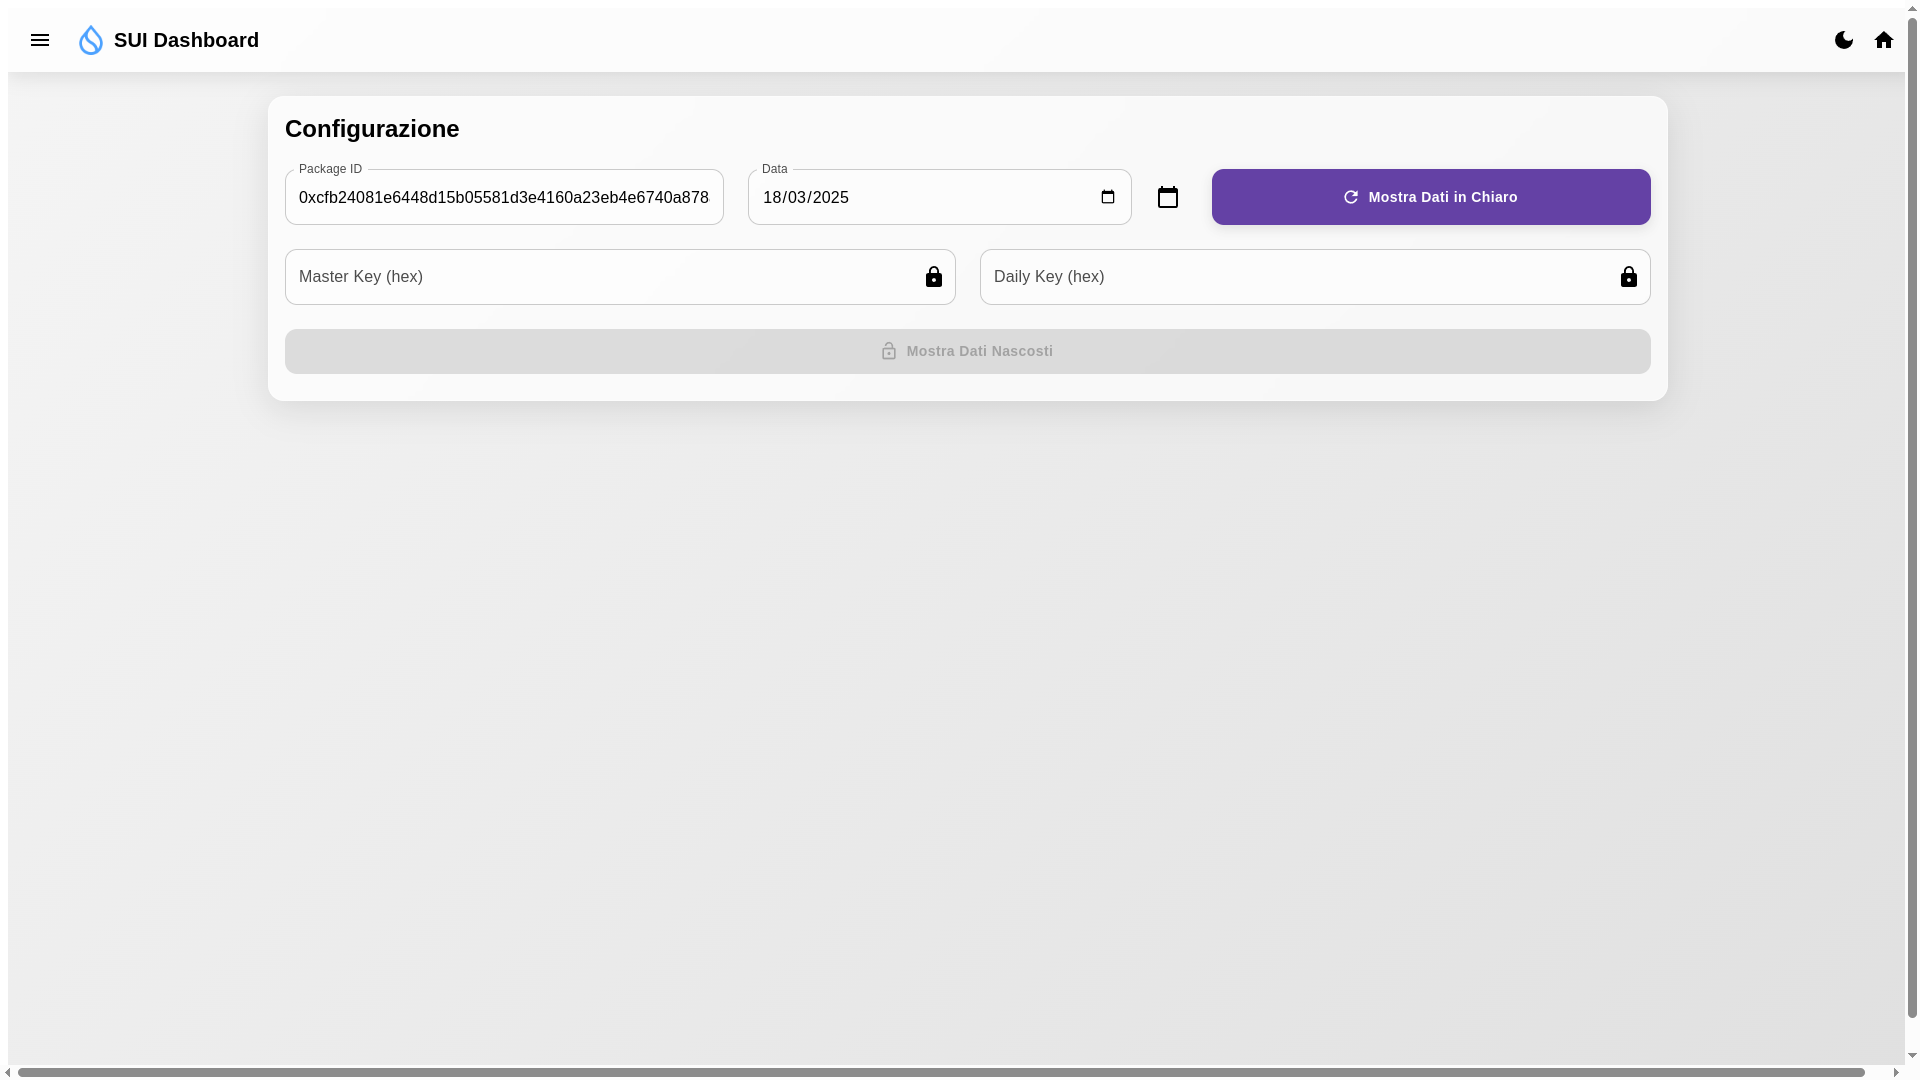 SUI Dashboard
Configurazione
Package ID
0xcfb24081e6448d15b05581d3e4160a23eb4e6740a878
Data
18/03/2025
Mostra Dati in Chiaro
Master Key (hex)
Daily Key (hex)
Mostra Dati Nascosti